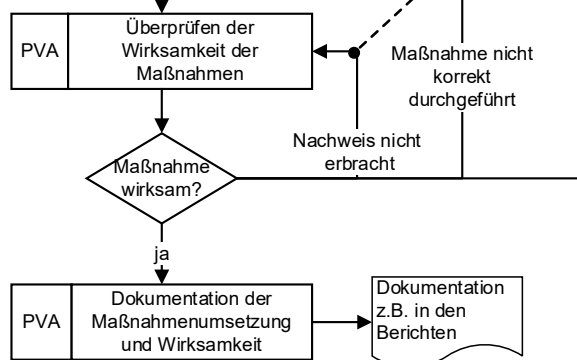 PVA
Überprüfen der
Wirksamkeit der
Maßnahmen
Maßnahme nicht
korrekt
durchgeführt
Nachweis nicht
erbracht
Maßnahme
wirksam?
ja
PVA
Dokumentation der
Maßnahmenumsetzung
und Wirksamkeit
Dokumentation
z.B. in den
Berichten